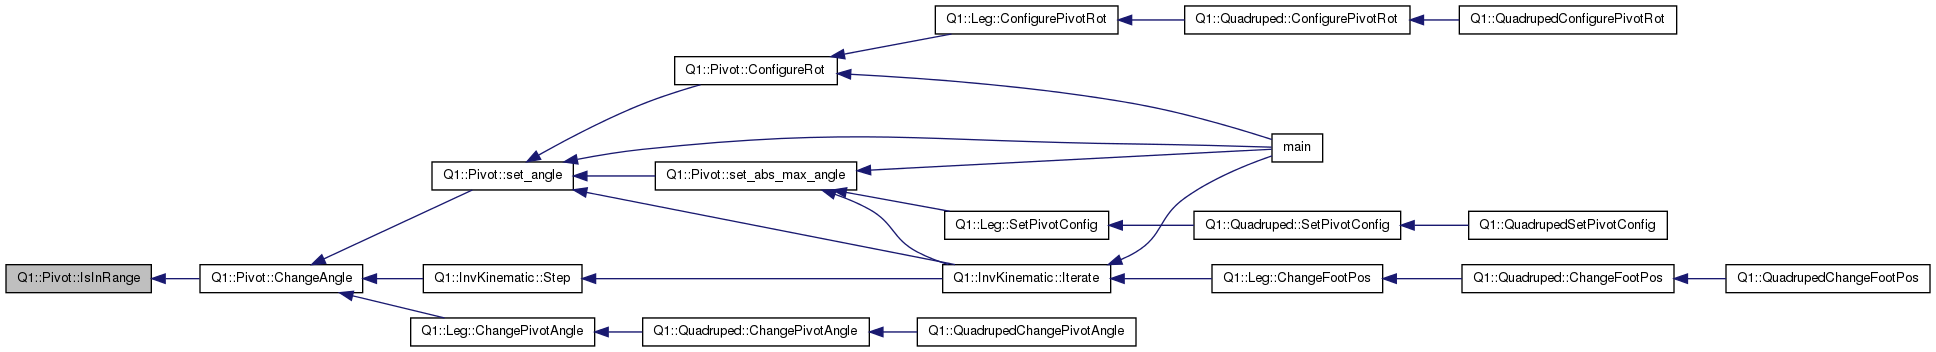 Q1::Leg::ConfigurePivotRot
Q1::Quadruped::ConfigurePivotRot
Q1::QuadrupedConfigurePivotRot
Q1::Pivot::ConfigureRot
main
Q1::Pivot::set_angle
Q1::Pivot::set_abs_max_angle
Q1::Leg::SetPivotConfig
Q1::Quadruped::SetPivotConfig
Q1::QuadrupedSetPivotConfig
Q1::Pivot::IsInRange
Q1::Pivot::ChangeAngle
Q1::InvKinematic::Step
Q1::InvKinematic::Iterate
Q1::Leg::ChangeFootPos
Q1::Quadruped::ChangeFootPos
Q1::QuadrupedChangeFootPos
Q1::Leg::ChangePivotAngle
Q1::Quadruped::ChangePivotAngle
Q1::QuadrupedChangePivotAngle